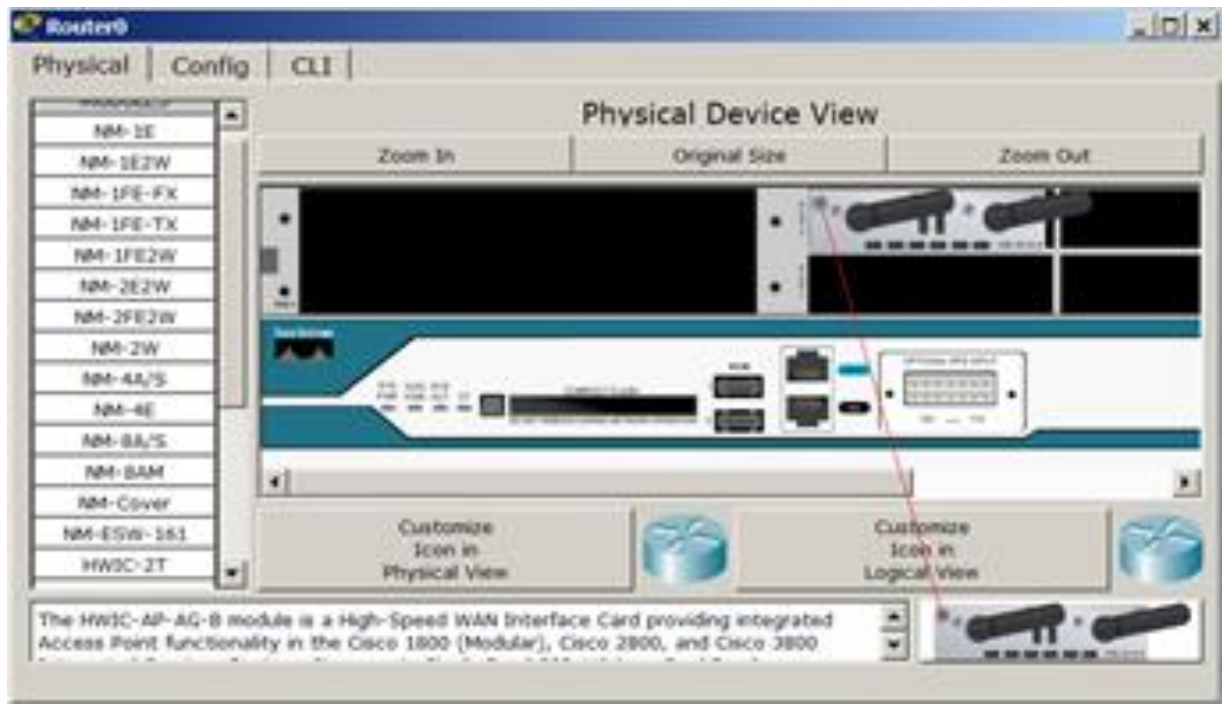 Router0
Physical Config CLI
MODULES
NM-1E
NM-1E2W
NM-1FE-FX
NM-1FE-TX
NM-1FE2W
NM-2E2W
NM-2FE2W
NM-2W
NM-4A/S
NM-4E
NM-8A/S
NM-8AM
NM-Cover
NM-ESW-161
HWIC-2T
Physical Device View
Zoom In Original Size Zoom Out
Customize
Icon in
Physical View
Customize
Icon in
Logical View
The HWIC-AP-AG-B module is a High-Speed WAN Interface Card providing integrated
Access Point functionality in the Cisco 1800 (Modular), Cisco 2800, and Cisco 3800